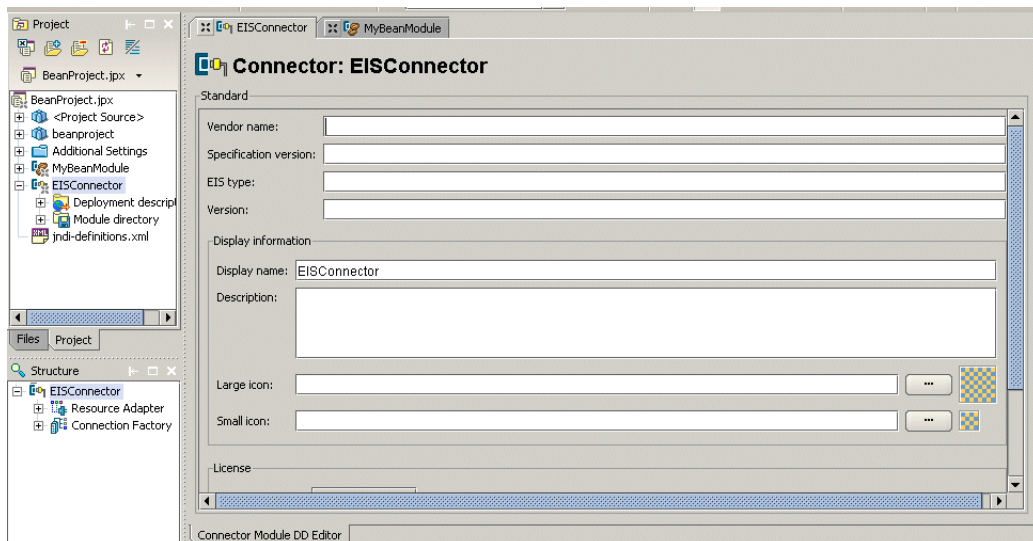 Project
EISConnector
MyBeanModule
BeanProject.jpx
BeanProject.jpx
<Project Source>
beanproject
Additional Settings
MyBeanModule
EISConnector
Deployment descript
Module directory
jndi-definitions.xml
Files
Project
Structure
EISConnector
Resource Adapter
Connection Factory
Connector: EISConnector
Standard
Vendor name:
Specification version:
EIS type:
Version:
Display information
Display name: EISConnector
Description:
Large icon:
...
Small icon:
...
License
Connector Module DD Editor